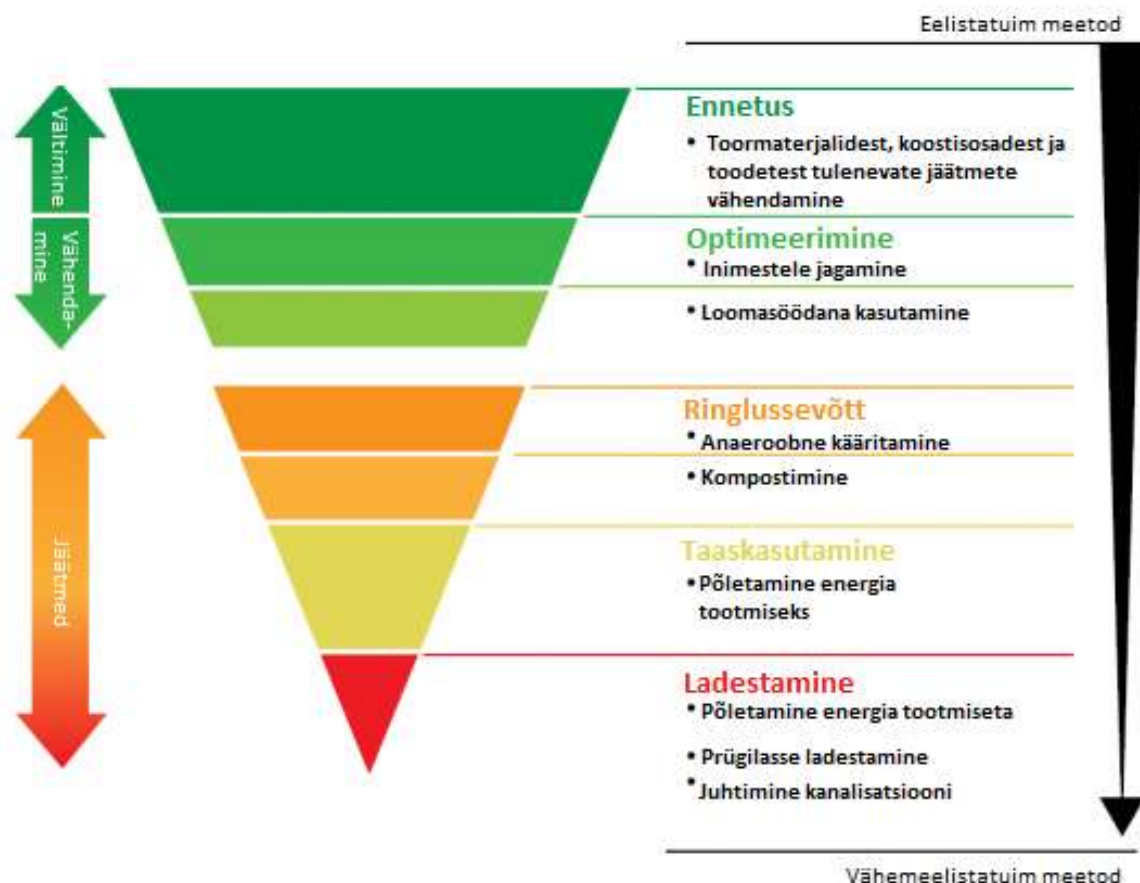 Eelistatuim meetod
Vältimine
Vähenda-
mine
Jäätmed
Ennetus
• Toormaterjalidest, koostisosadest ja
toodetest tulenevate jäätmete
vähendamine
Optimeerimine
• Inimestele jagamine
• Loomasöödana kasutamine
Ringlussevõtt
• Anaeroobne kääritamine
• Kompostimine
Taaskasutamine
• Põletamine energia
tootmiseks
Ladestamine
• Põletamine energia tootmiseta
• Prügilasse ladestamine
• Juhtimine kanalisatsiooni
Vähemeelistatuim meetod